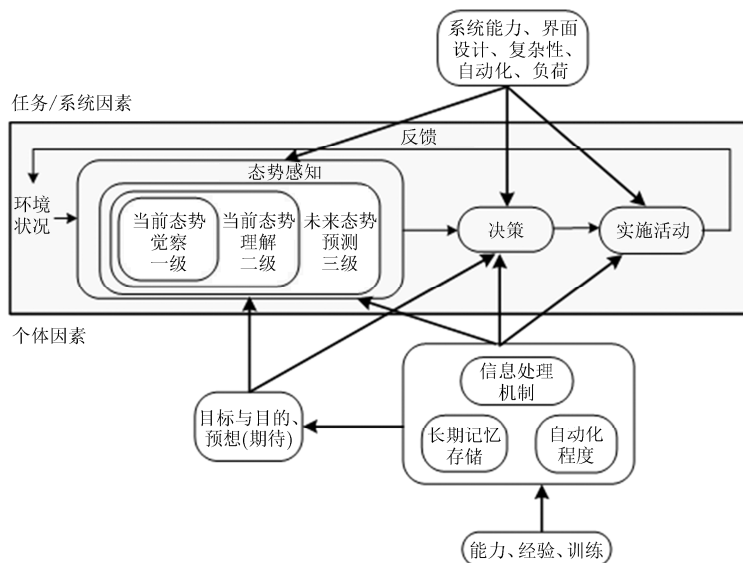 系统能力、界面
设计、复杂性、
自动化、负荷
任务/系统因素
反馈
态势感知
环境
状况
当前态势
觉察
一级
当前态势
理解
二级
未来态势
预测
三级
决策
实施活动
个体因素
信息处理
机制
目标与目的、
预想(期待)
长期记忆
存储
自动化
程度
能力、经验、训练